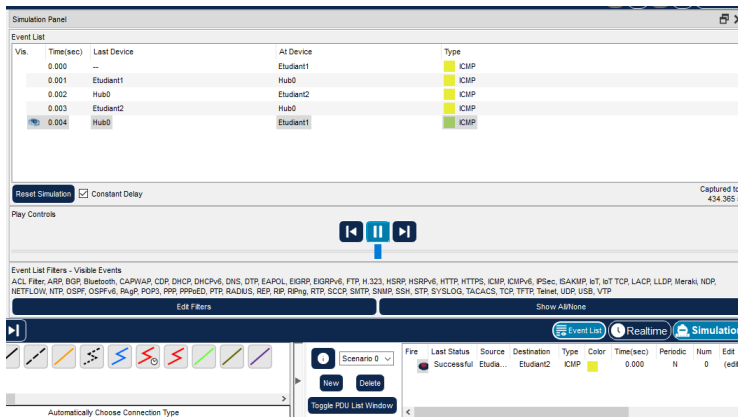 Simulation Panel
Event List
Vis. Time(sec) Last Device At Device Type
0.000 -- Etudiant1 ICMP
0.001 Etudiant1 Hub0 ICMP
0.002 Hub0 Etudiant2 ICMP
0.003 Etudiant2 Hub0 ICMP
0.004 Hub0 Etudiant1 ICMP
Reset Simulation Constant Delay
Captured to
434.365
Play Controls
Event List Filters - Visible Events
ACL Filter, ARP, BGP, Bluetooth, CAPWAP, CDP, DHCP, DHCPv6, DNS, DTP, EAPOL, EIGRP, EIGRPv6, FTP, H.323, HSRP, HSRPv6, HTTP, HTTPS, ICMP, ICMPv6, IPSec, ISAKMP, IoT, IoT TCP, LACP, LLDP, Meraki, NDP,
NETFLOW, NTP, OSPF, OSPFv6, PAgP, POP3, PPP, PPPoED, PTP, RADIUS, REP, RIP, RIPng, RTP, SCCP, SMTP, SNMP, SSH, STP, SYSLOG, TACACS, TCP, TFTP, Telnet, UDP, USB, VTP
Edit Filters Show All/None
Event List Realtime Simulation
Scenario 0
New Delete
Toggle PDU List Window
Fire Last Status Source Destination Type Color Time(sec) Periodic Num Edit
Successful Etudia... Etudiant2 ICMP 0.000 N 0 (edit
Automatically Choose Connection Type